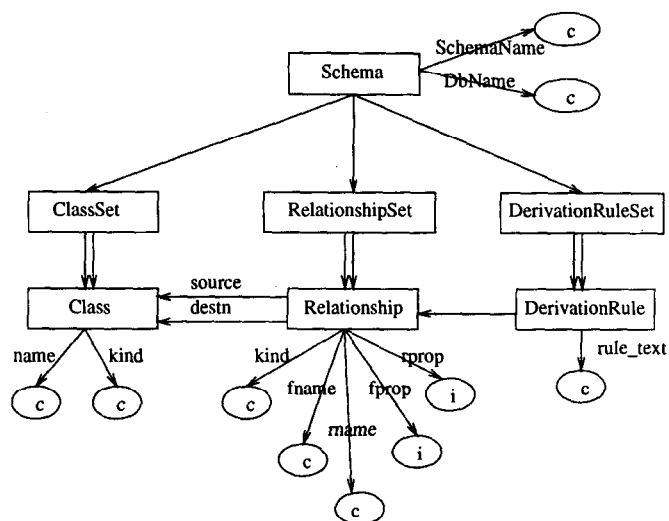 SchemaName
c
Schema
DbName
c
ClassSet
RelationshipSet
DerivationRuleSet
source
Class
destn
Relationship
DerivationRule
name
kind
kind
rprop
rule_text
fname
fprop
c
c
c
i
c
rname
c
i
c